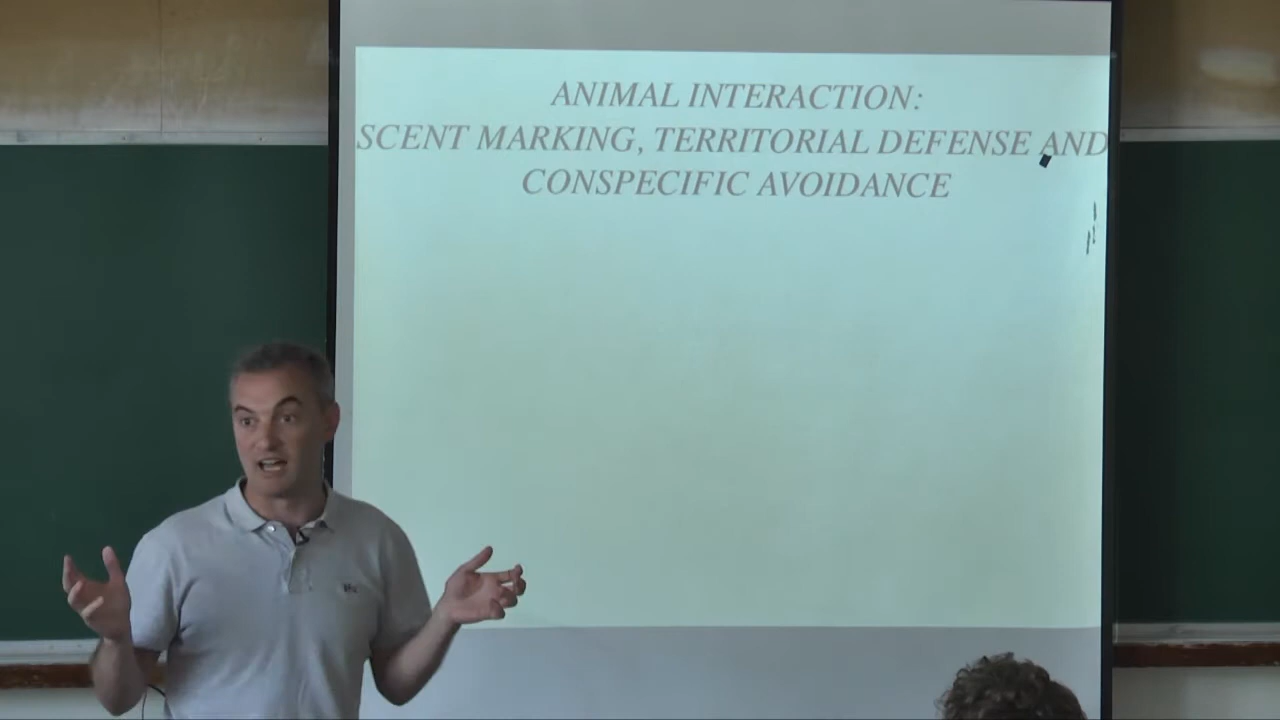 ANIMAL INTERACTION:
SCENT MARKING, TERRITORIAL DEFENSE AND
CONSPECIFIC AVOIDANCE